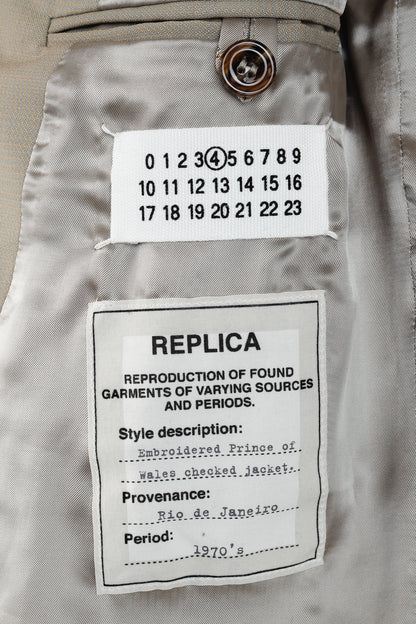 0 1 2 3 4 5 6 7 8 9
10 11 12 13 14 15 16
17 18 19 20 21 22 23
REPLICA
REPRODUCTION OF FOUND
GARMENTS OF VARYING SOURCES
AND PERIODS.
Style description:
Embroidered Prince of
Wales checked jacket.
Provenance:
Rio de Janeiro
Period:
1970's